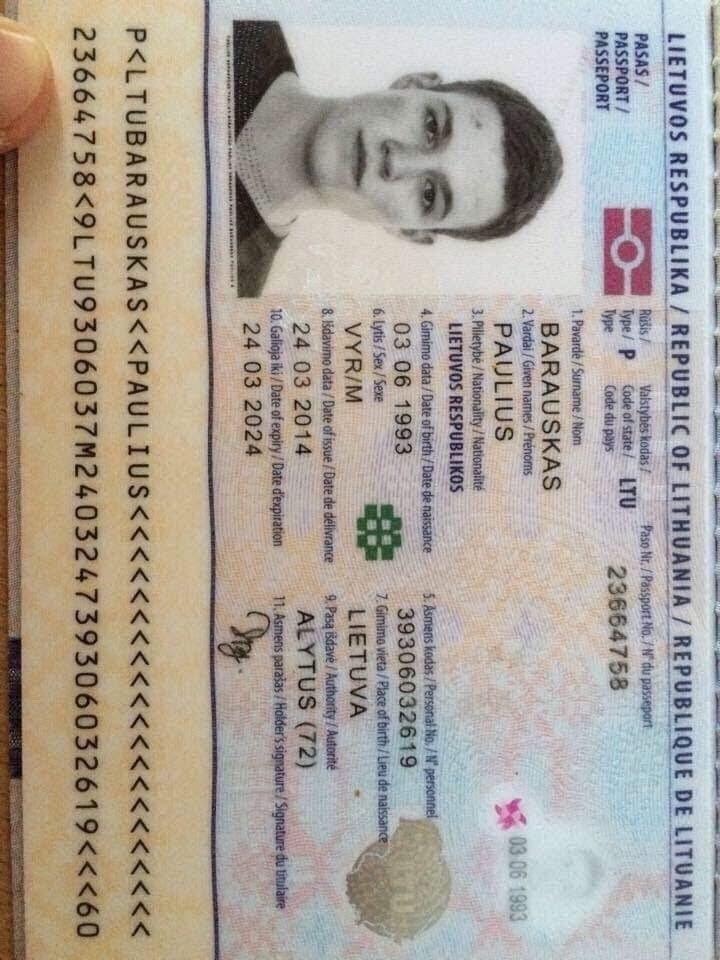 LIETUVOS RESPUBLIKA / REPUBLIC OF LITHUANIA / REPUBLIQUE DE LITUANIE
PASAS /
PASSPORT /
PASSEPORT
Rūšis / Valstybės kodas / Paso Nr. / Passport No. / N° du passeport
Type / P Code of state / LTU 23664758
Type Code du pays
1. Pavardė / Surname / Nom
BARAUSKAS
2. Vardai / Given names / Prénoms
PAULIUS
03 06 1993
3. Pilietybė / Nationality / Nationalité
LIETUVOS RESPUBLIKOS
4. Gimimo data / Date of birth / Date de naissance 5. Asmens kodas / Personal No. / N° personnel
03 06 1993 39306032619
6. Lytis / Sex / Sexe 7. Gimimo vieta / Place of birth / Lieu de naissance
VYR/M LIETUVA
8. Išdavimo data / Date of issue / Date de délivrance 9. Pasą išdavė / Authority / Autorité
24 03 2014 ALYTUS (72)
10. Galioja iki / Date of expiry / Date d'expiration 11. Asmens parašas / Holder's signature / Signature du titulaire
24 03 2024
P<LTUBARAUSKAS<<PAULIUS<<<<<<<<<<<<<<<<<<<<<
23664758<9LTU9306037M240324739306032619<<<60